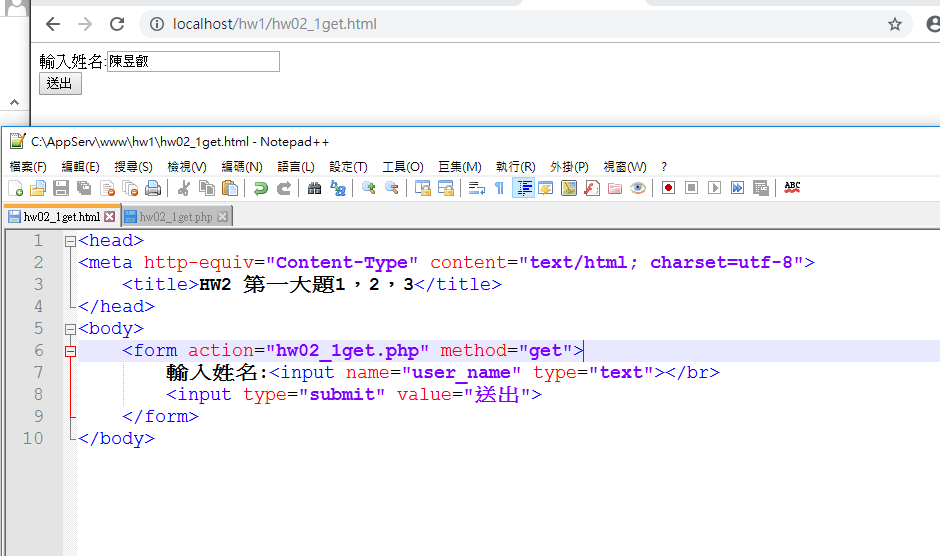 localhost/hw1/hw02_1get.html
輸入姓名:陳昱叡
送出
C:\AppServ\www\hw1\hw02_1get.html - Notepad++
檔案(F) 編輯(E) 搜尋(S) 檢視(V) 編碼(N) 語言(L) 設定(T) 工具(O) 巨集(M) 執行(R) 外掛(P) 視窗(W) ?
ABC
hw02_1get.html hw02_1get.php
1 <head>
2 <meta http-equiv="Content-Type" content="text/html; charset=utf-8">
3 <title>HW2 第一大題1，2，3</title>
4 </head>
5 <body>
6 <form action="hw02_1get.php" method="get">
7 輸入姓名:<input name="user_name" type="text"></br>
8 <input type="submit" value="送出">
9 </form>
10 </body>